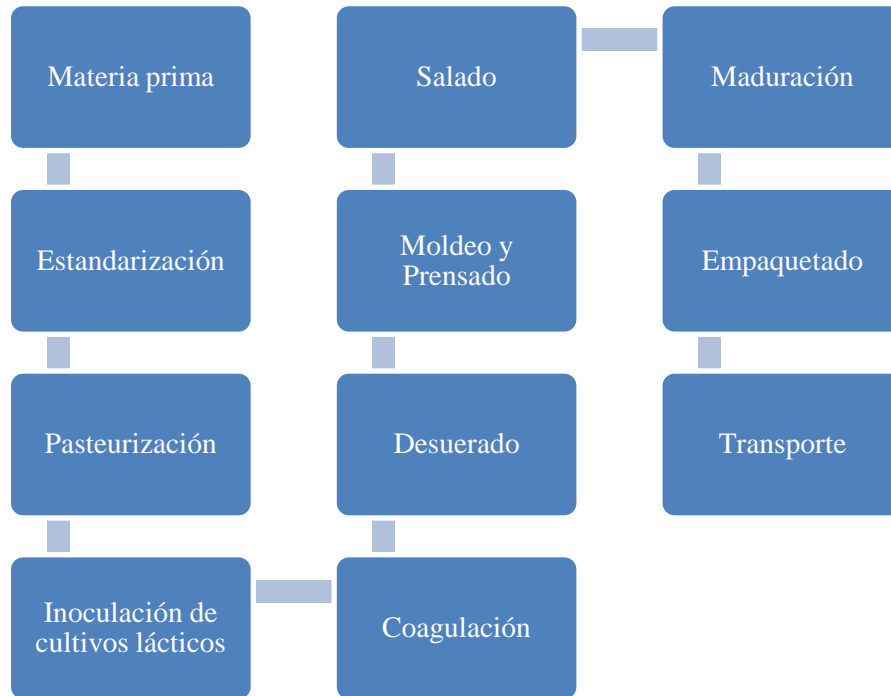 Materia prima
Estandarización
Pasteurización
Inoculación de
cultivos lácticos
Coagulación
Desuerado
Moldeo y
Prensado
Salado
Maduración
Empaquetado
Transporte